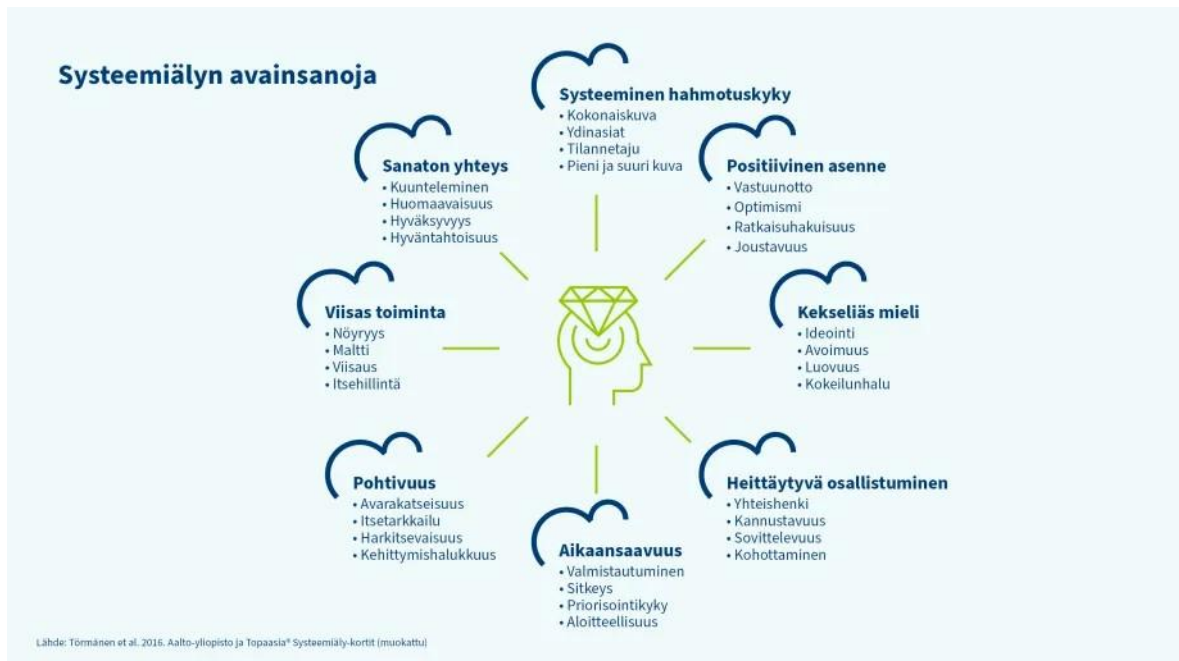 Systeemiälyn avainsanoja
Systeeminen hahmotuskyky
• Kokonaiskuva
• Ydinasiat
• Tilannetaju
• Pieni ja suuri kuva
Positiivinen asenne
• Vastuunotto
• Optimismi
• Ratkaisuhakuisuus
• Joustavuus
Kekseliäs mieli
• Ideointi
• Avoimuus
• Luovuus
• Kokeilunhalu
Heittäytyvä osallistuminen
• Yhteishenki
• Kannustavuus
• Sovittelevuus
• Kohottaminen
Aikaansaavuus
• Valmistautuminen
• Sitkeys
• Priorisointikyky
• Aloitteellisuus
Pohtivuus
• Avarakatseisuus
• Itsetarkkailu
• Harkitsevaisuus
• Kehittymishalukkuus
Viisas toiminta
• Nöyryys
• Maltti
• Viisaus
• Itsehillintä
Sanaton yhteys
• Kuunteleminen
• Huomaavaisuus
• Hyväksyvyys
• Hyväntahtoisuus
Lähde: Törmänen et al. 2016. Aalto-yliopisto ja Topaasia® Systeemiäly-kortit (muokattu)